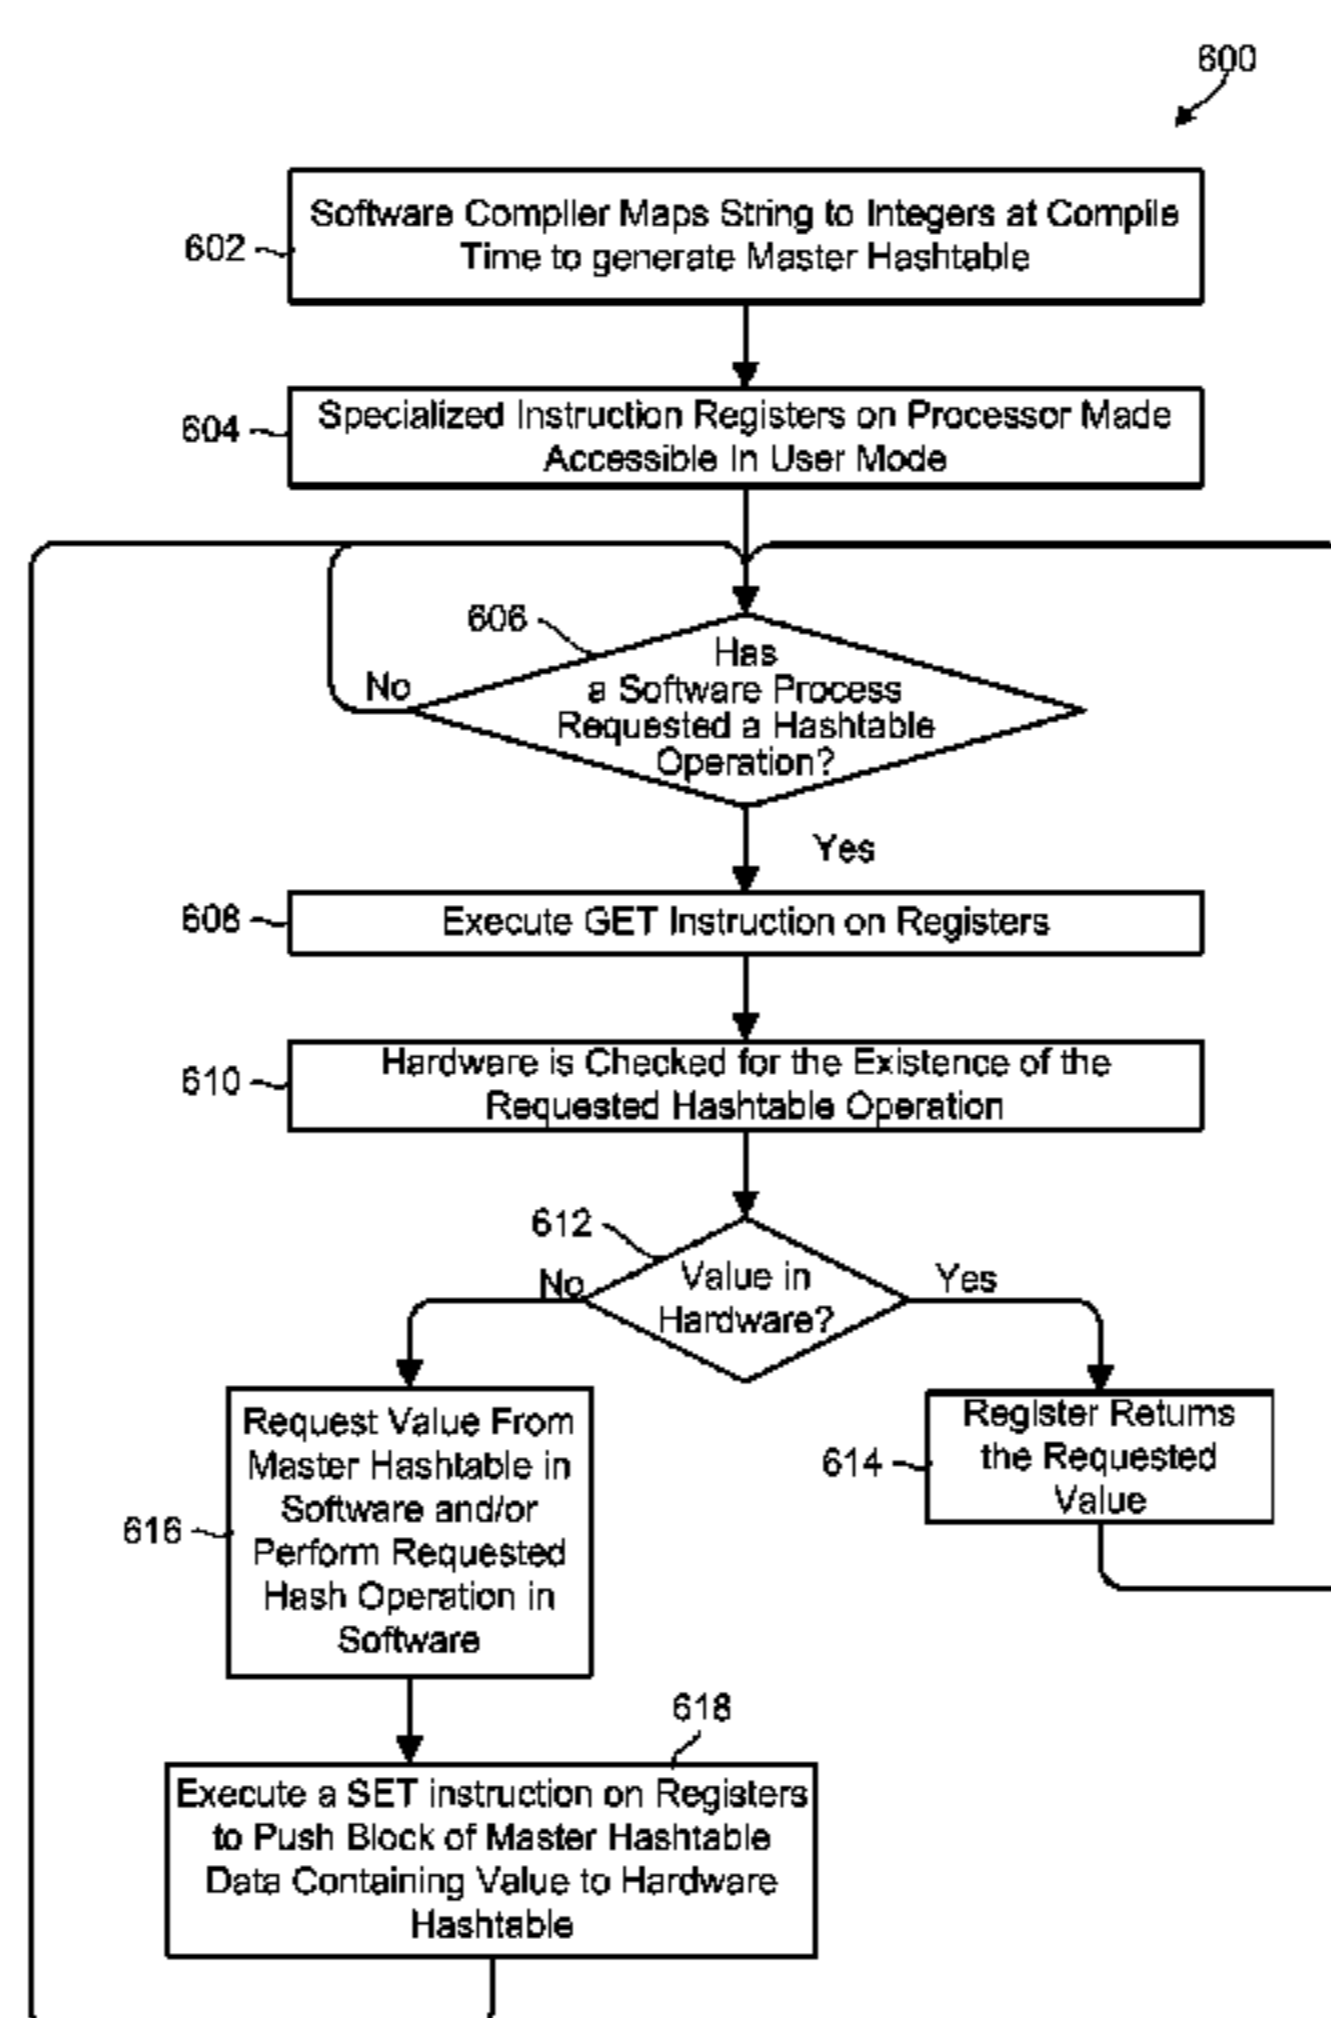 600
Software Compiler Maps String to Integers at Compile
Time to generate Master Hashtable
602
Specialized Instruction Registers on Processor Made
Accessible In User Mode
604
606
Has
a Software Process
Requested a Hashtable
Operation?
No
Yes
608
Execute GET Instruction on Registers
Hardware is Checked for the Existence of the
Requested Hashtable Operation
610
612
Value in
Hardware?
No
Yes
Request Value From
Master Hashtable in
Software and/or
Perform Requested
Hash Operation in
Software
616
Register Returns
the Requested
Value
614
618
Execute a SET instruction on Registers
to Push Block of Master Hashtable
Data Containing Value to Hardware
Hashtable